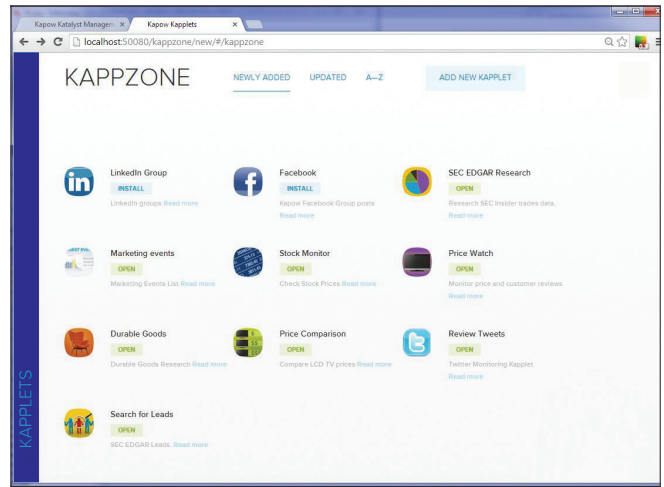 Kapow Katalyst Managem
Kapow Kapplets
localhost:50080/kappzone/new/#/kappzone
KAPPZONE
NEWLY ADDED
UPDATED
A—Z
ADD NEW KAPPLET
LinkedIn Group
INSTALL
LinkedIn groups Read more
Facebook
INSTALL
Kapow Facebook Group posts
Read more
SEC EDGAR Research
OPEN
Research SEC Insider trades data.
Read more
Marketing events
OPEN
Marketing Events List Read more
Stock Monitor
OPEN
Check Stock Prices Read more
Price Watch
OPEN
Monitor price and customer reviews
Read more
Durable Goods
OPEN
Durable Goods Research Read more
Price Comparison
OPEN
Compare LCD TV prices Read more
Review Tweets
OPEN
Twitter Monitoring Kapplet
Read more
Search for Leads
OPEN
SEC EDGAR Leads. Read more
KAPPLETS
in
f